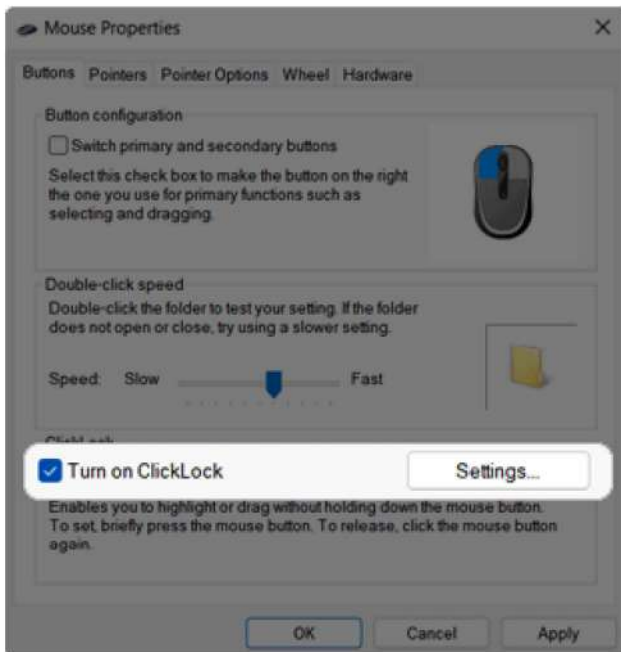 Mouse Properties
Buttons Pointers Pointer Options Wheel Hardware
Button configuration
Switch primary and secondary buttons
Select this check box to make the button on the right
the one you use for primary functions such as
selecting and dragging.
Double-click speed
Double-click the folder to test your setting. If the folder
does not open or close, try using a slower setting.
Speed: Slow Fast
ClickLock
Turn on ClickLock Settings...
Enables you to highlight or drag without holding down the mouse button.
To set, briefly press the mouse button. To release, click the mouse button
again.
OK Cancel Apply